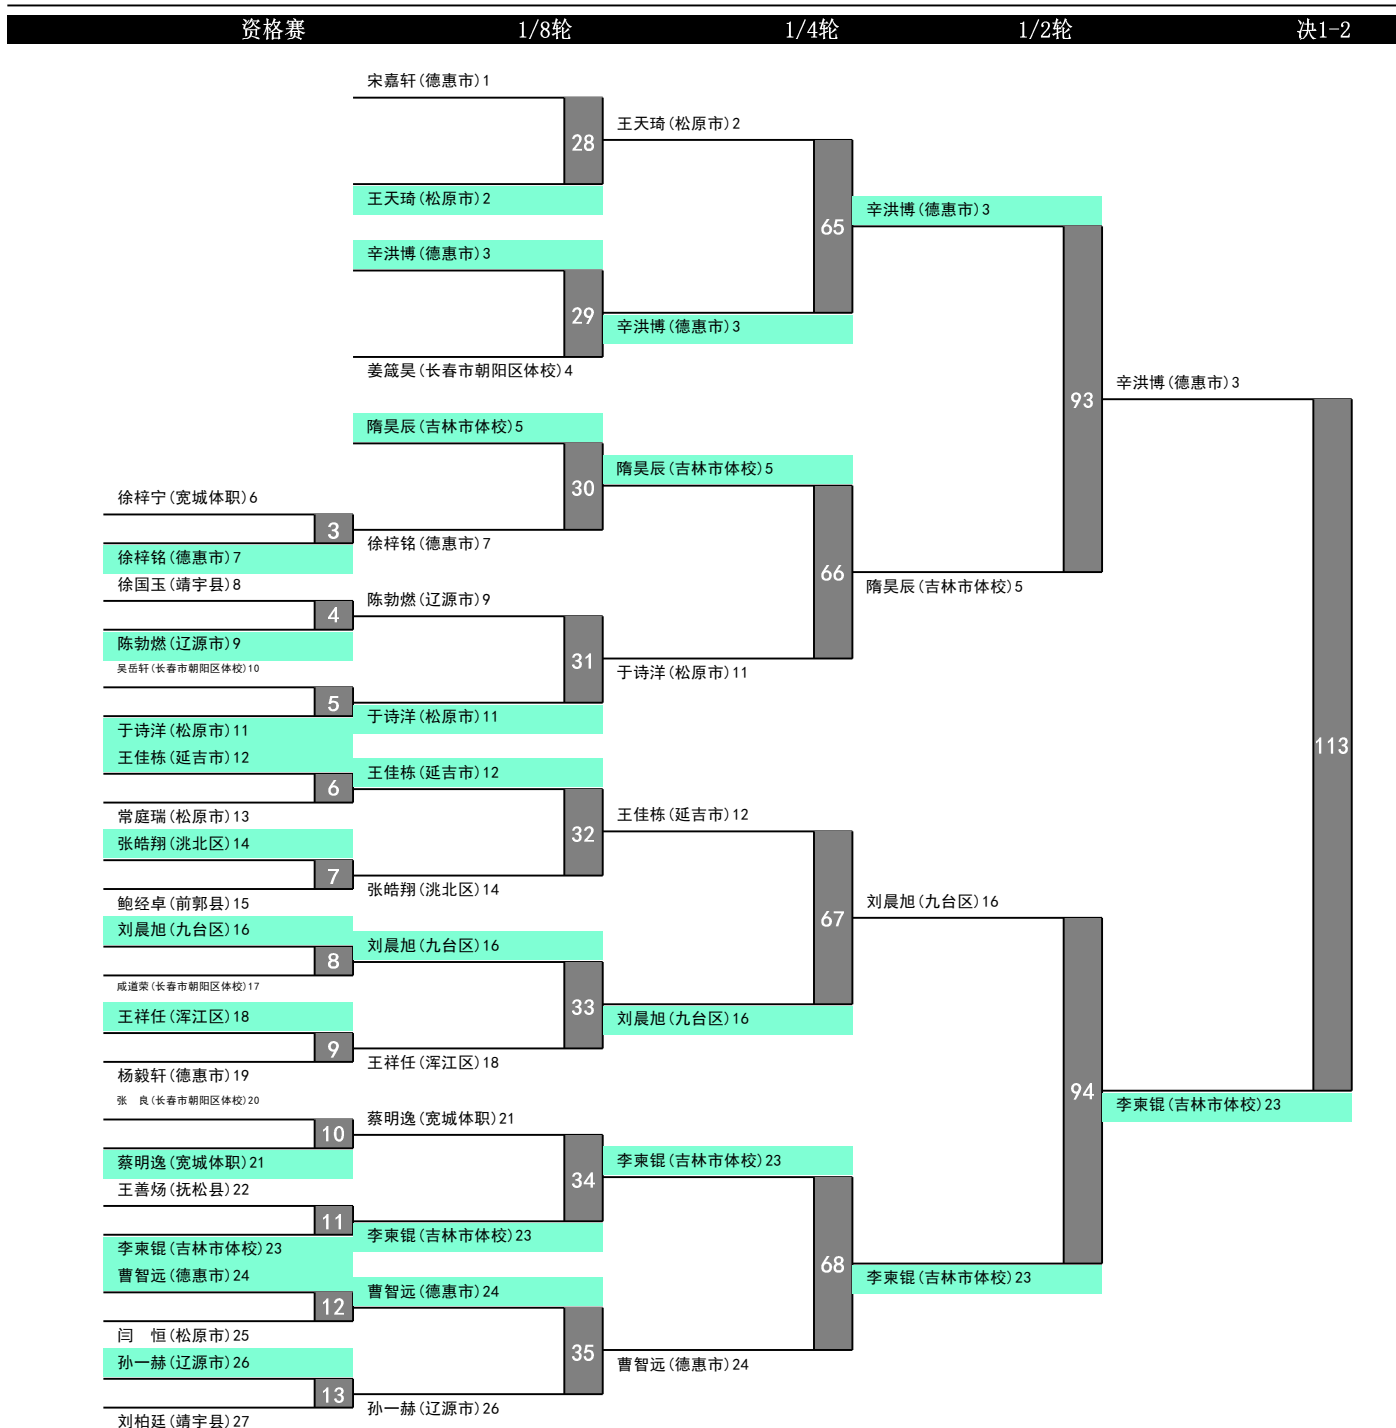 资格赛 1/8轮 1/4轮 1/2轮 决1-2
宋嘉轩(德惠市)1
28
王天琦(松原市)2
王天琦(松原市)2
65
辛洪博(德惠市)3
辛洪博(德惠市)3
29
辛洪博(德惠市)3
姜箴昊(长春市朝阳区体校)4
93
辛洪博(德惠市)3
隋昊辰(吉林市体校)5
30
隋昊辰(吉林市体校)5
徐梓宁(宽城体职)6
3
徐梓铭(德惠市)7
徐梓铭(德惠市)7
66
隋昊辰(吉林市体校)5
徐国玉(靖宇县)8
4
陈勃燃(辽源市)9
陈勃燃(辽源市)9
31
于诗洋(松原市)11
吴岳轩(长春市朝阳区体校)10
5
于诗洋(松原市)11
于诗洋(松原市)11
113
王佳栋(延吉市)12
6
王佳栋(延吉市)12
常庭瑞(松原市)13
32
王佳栋(延吉市)12
张皓翔(洮北区)14
7
张皓翔(洮北区)14
鲍经卓(前郭县)15
67
刘晨旭(九台区)16
刘晨旭(九台区)16
8
刘晨旭(九台区)16
咸道荣(长春市朝阳区体校)17
33
刘晨旭(九台区)16
王祥任(浑江区)18
9
王祥任(浑江区)18
杨毅轩(德惠市)19
94
李柬锟(吉林市体校)23
张 良(长春市朝阳区体校)20
10
蔡明逸(宽城体职)21
蔡明逸(宽城体职)21
34
李柬锟(吉林市体校)23
王善炀(抚松县)22
11
李柬锟(吉林市体校)23
李柬锟(吉林市体校)23
68
李柬锟(吉林市体校)23
曹智远(德惠市)24
12
曹智远(德惠市)24
闫 恒(松原市)25
35
曹智远(德惠市)24
孙一赫(辽源市)26
13
孙一赫(辽源市)26
刘柏廷(靖宇县)27